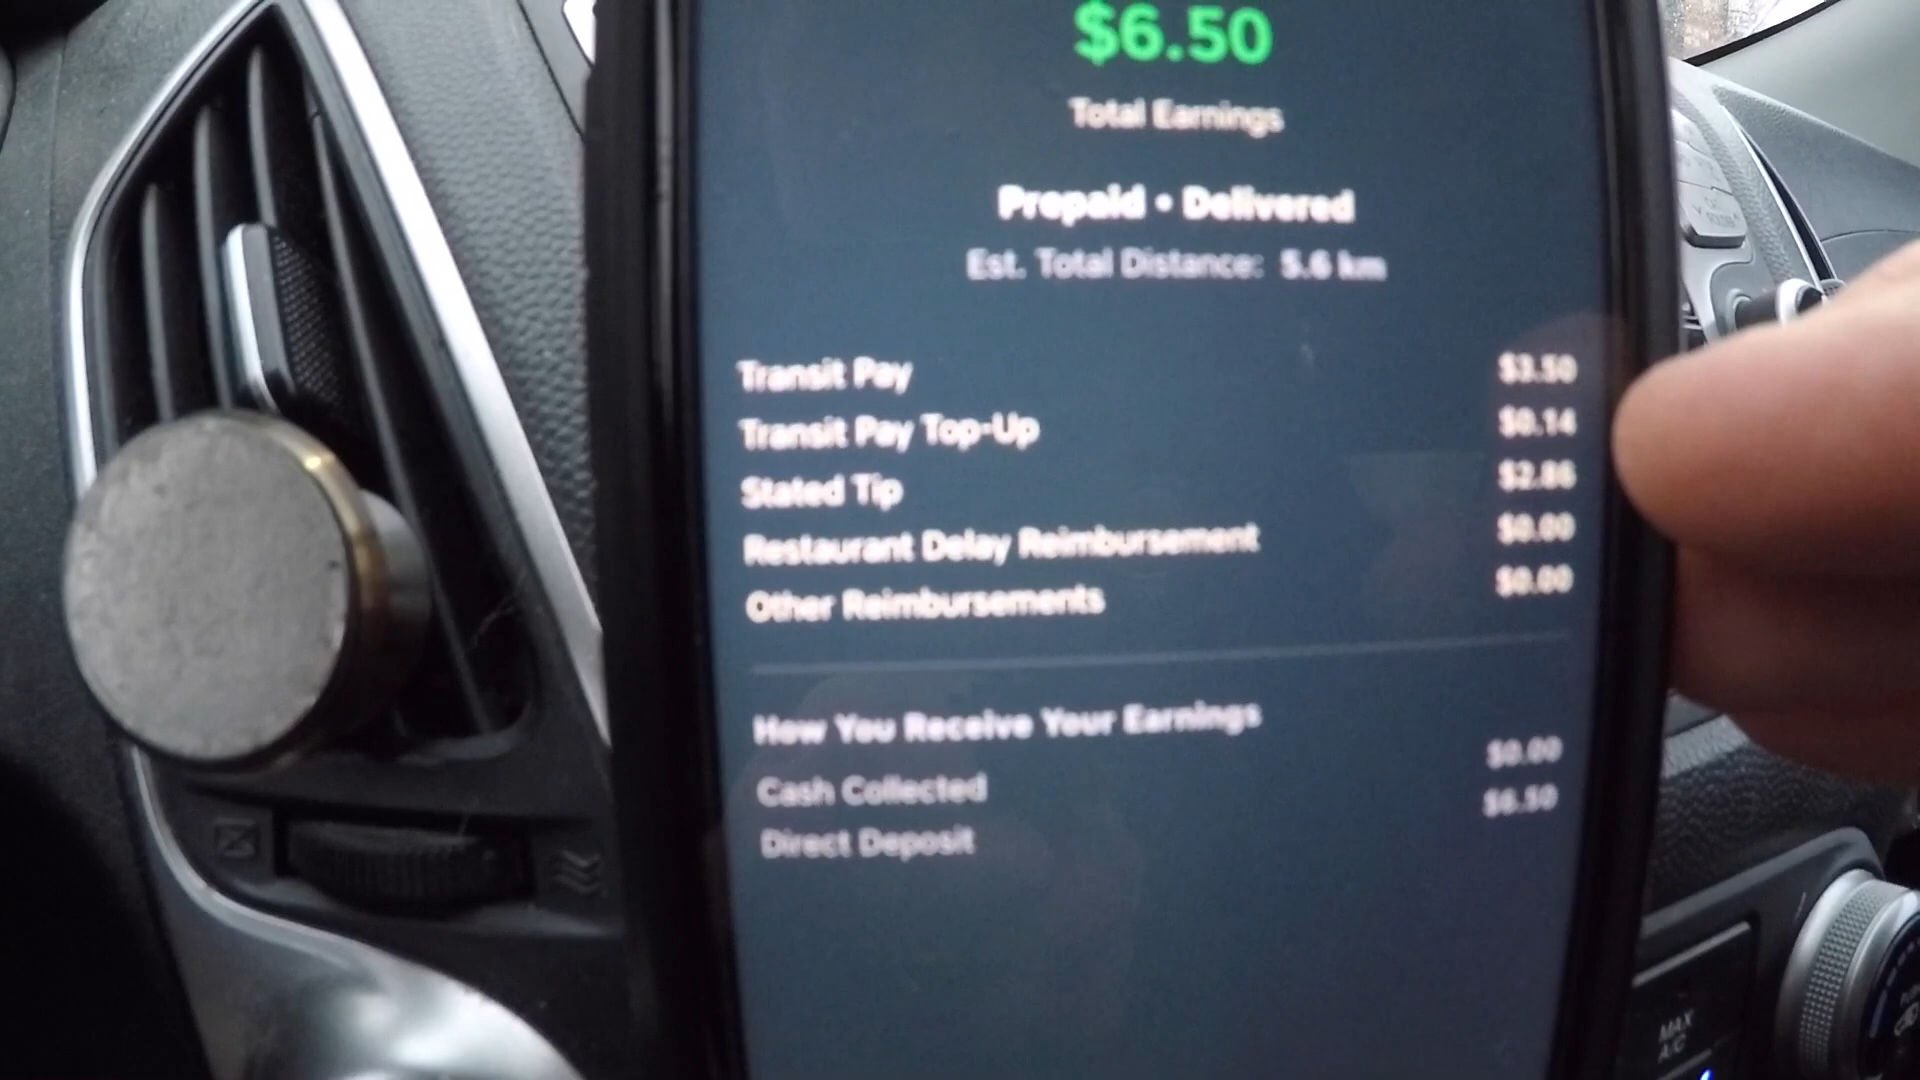 $6.50
Total Earnings
Prepaid • Delivered
Est. Total Distance: 5.6 km
Transit Pay $3.50
Transit Pay Top-Up $0.14
Stated Tip $2.86
Restaurant Delay Reimbursement $0.00
Other Reimbursements $0.00
How You Receive Your Earnings
Cash Collected $0.00
Direct Deposit $6.50
MAX
A/C